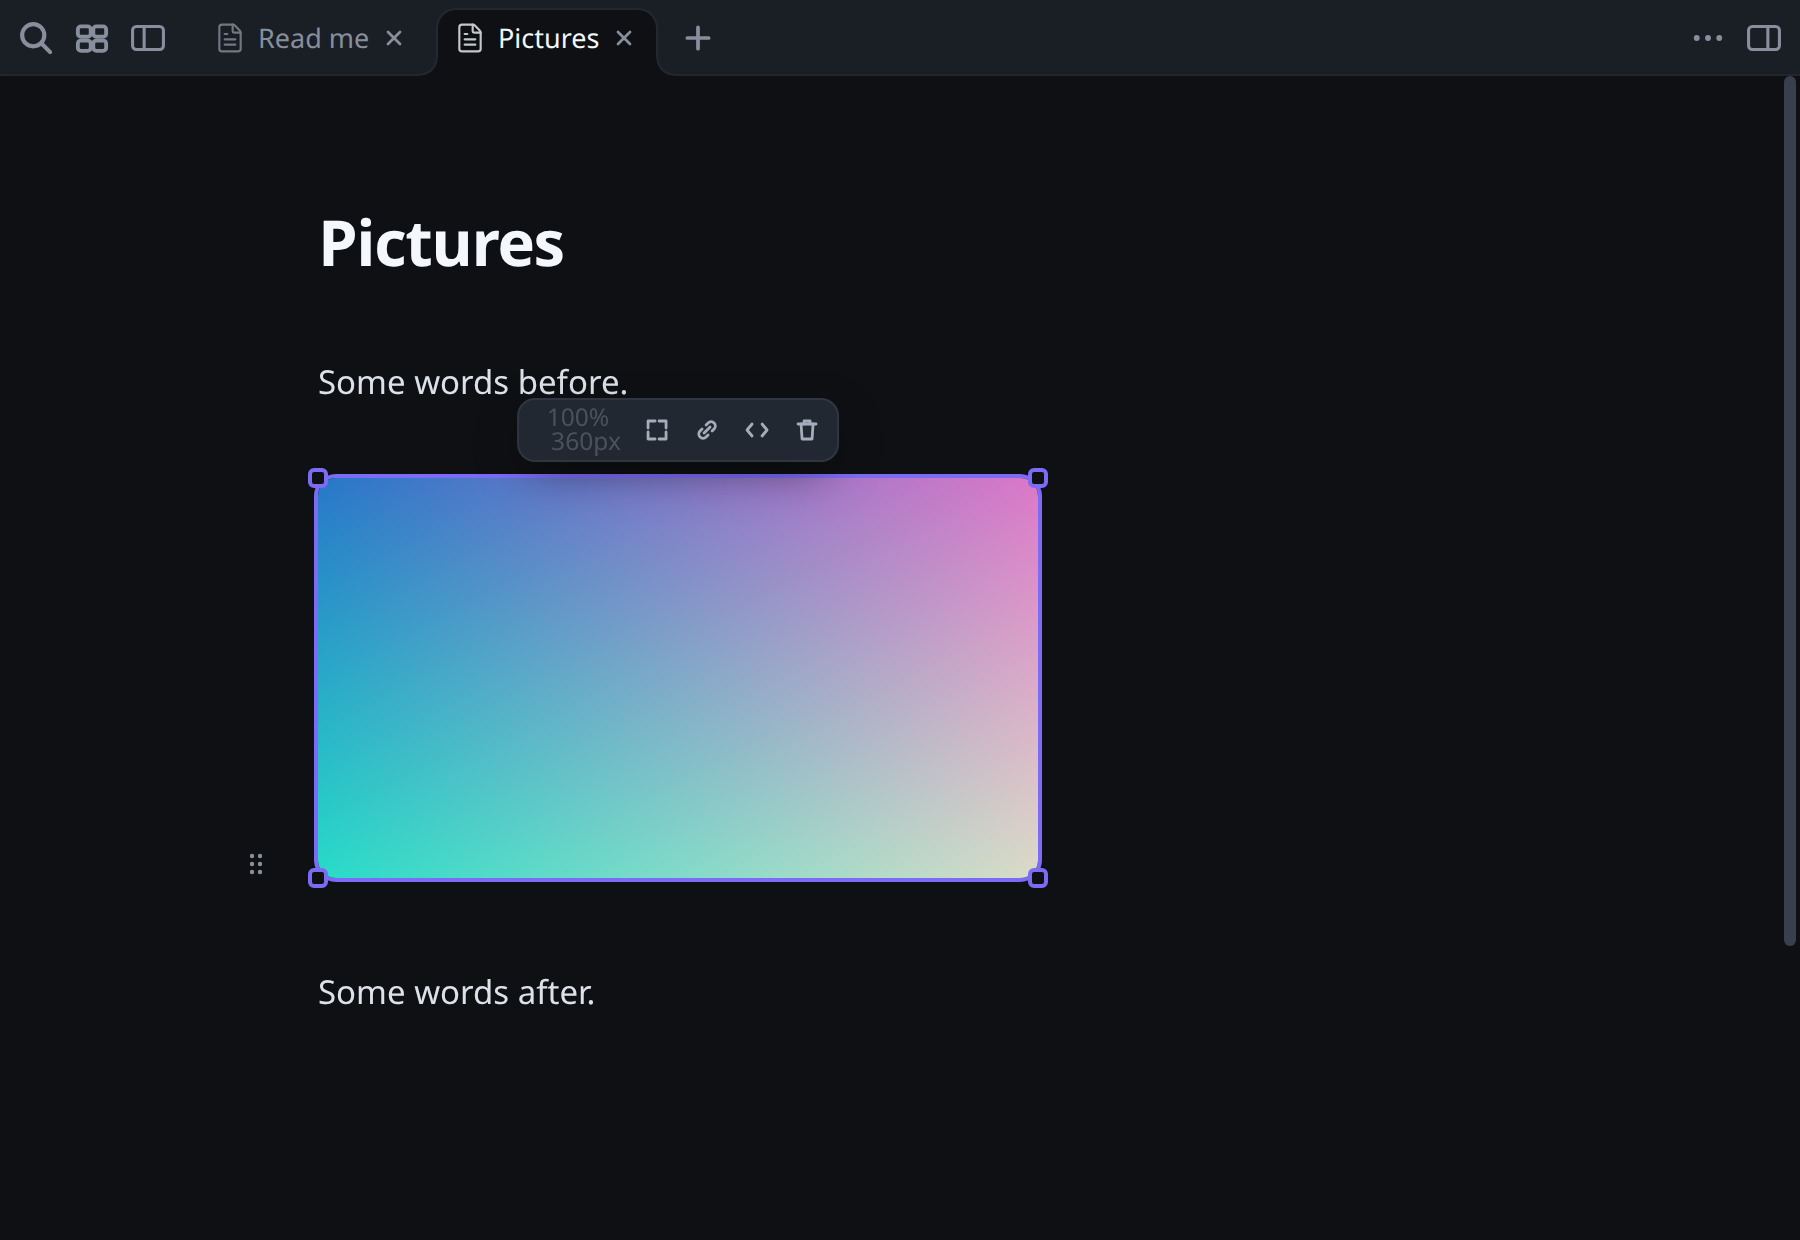 Read me
Pictures
Pictures
Some words before.
100%
360px
Some words after.